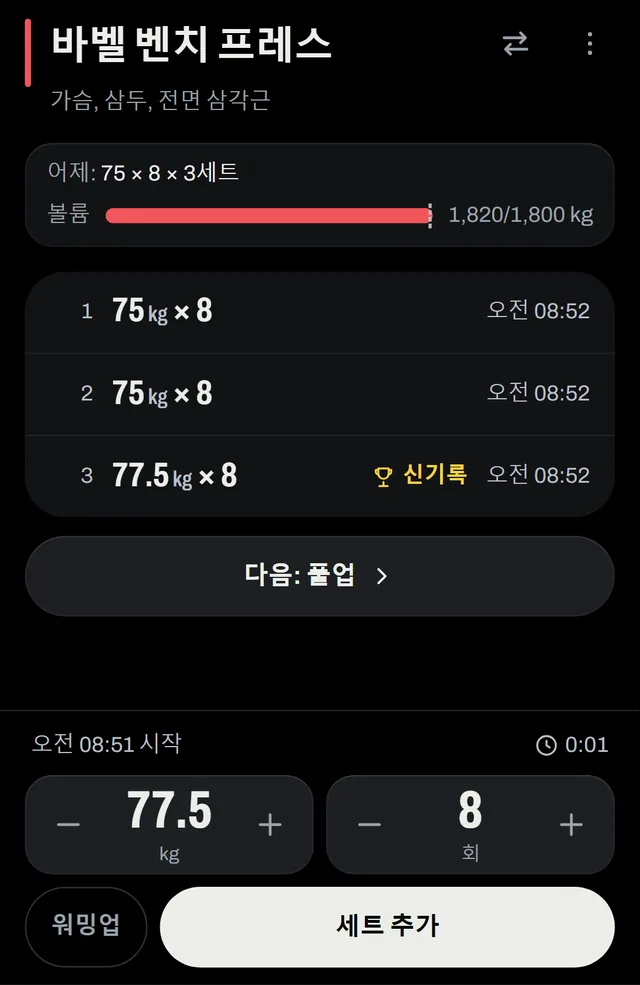 바벨 벤치 프레스
가슴, 삼두, 전면 삼각근
어제: 75 × 8 × 3세트
볼륨 1,820/1,800 kg
1 75 kg × 8 오전 08:52
2 75 kg × 8 오전 08:52
3 77.5 kg × 8 신기록 오전 08:52
다음: 풀업
오전 08:51 시작 0:01
− 77.5 + − 8 +
kg 회
워밍업 세트 추가